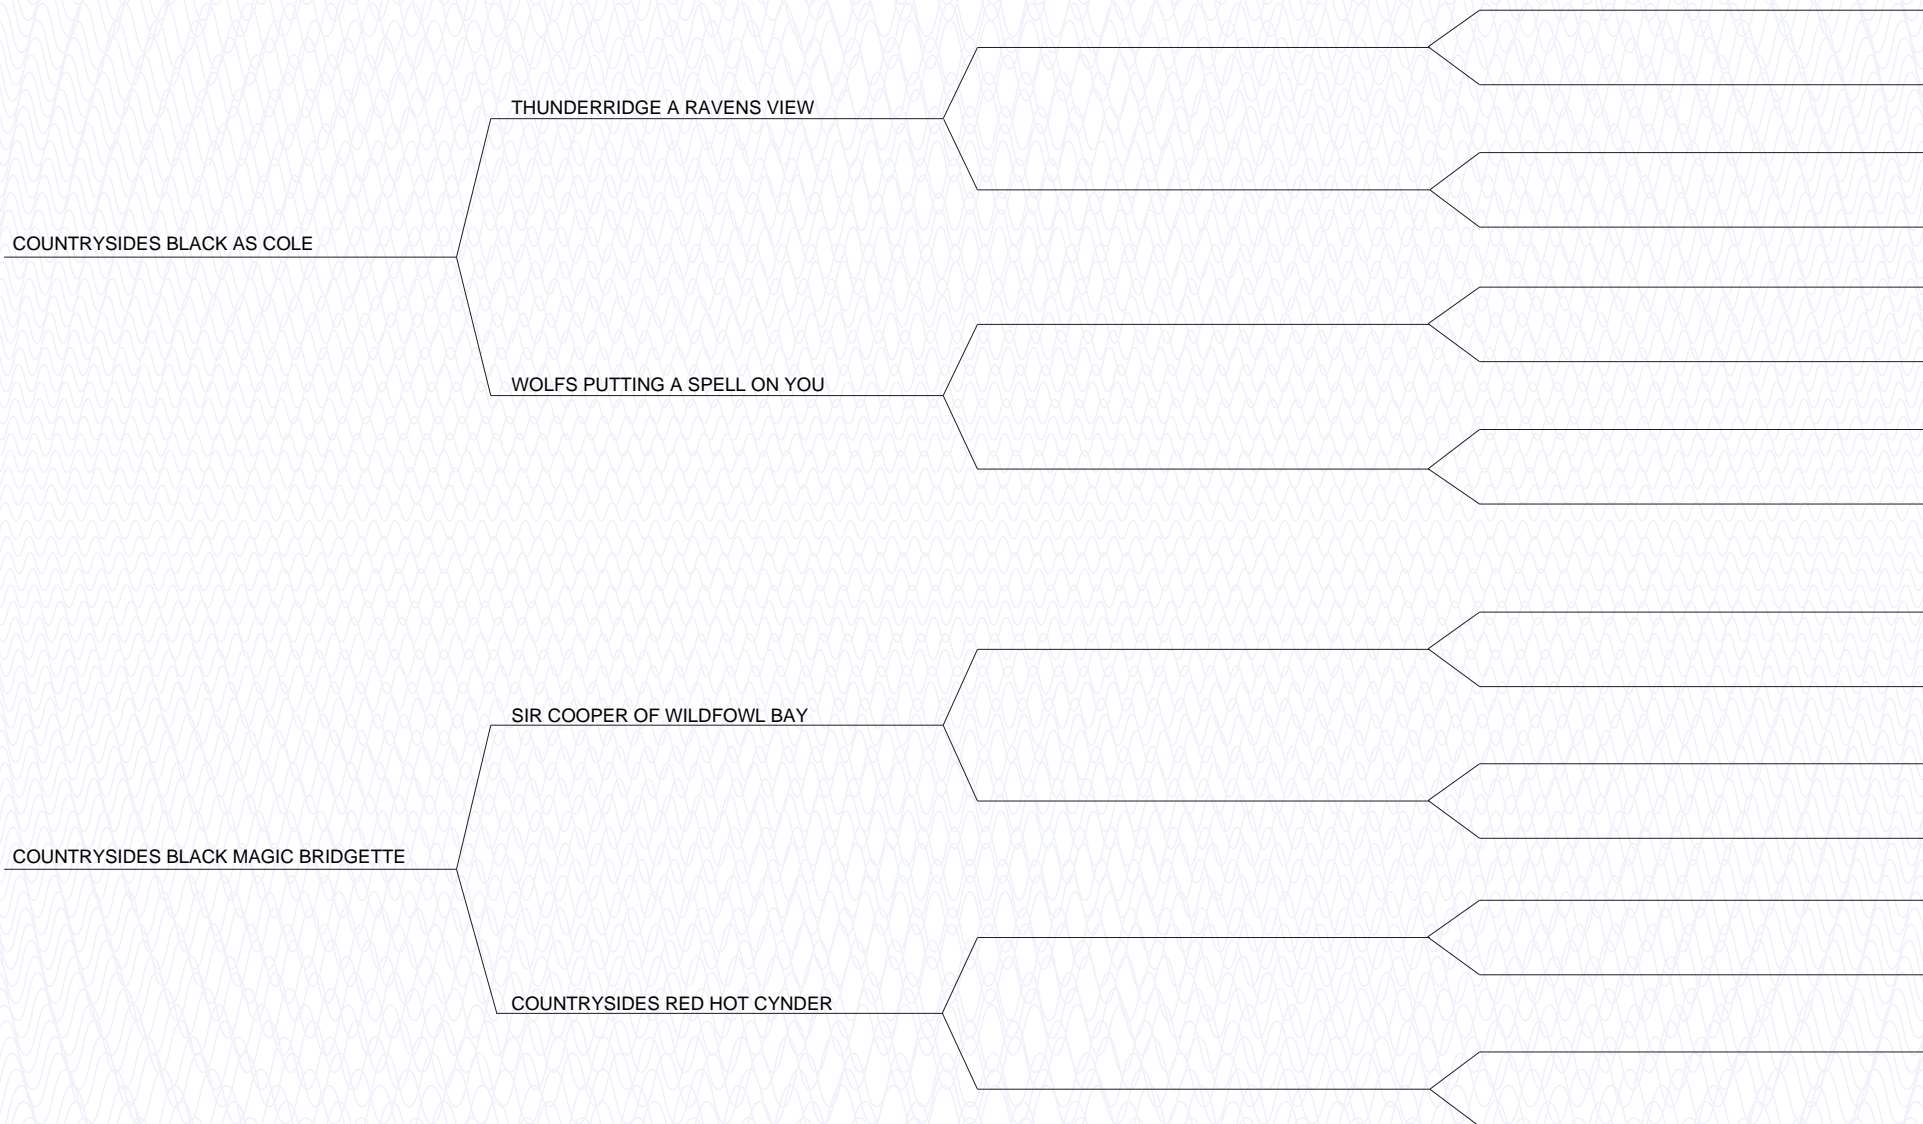 THUNDERRIDGE A RAVENS VIEW
COUNTRYSIDES BLACK AS COLE
WOLFS PUTTING A SPELL ON YOU
SIR COOPER OF WILDFOWL BAY
COUNTRYSIDES BLACK MAGIC BRIDGETTE
COUNTRYSIDES RED HOT CYNDER